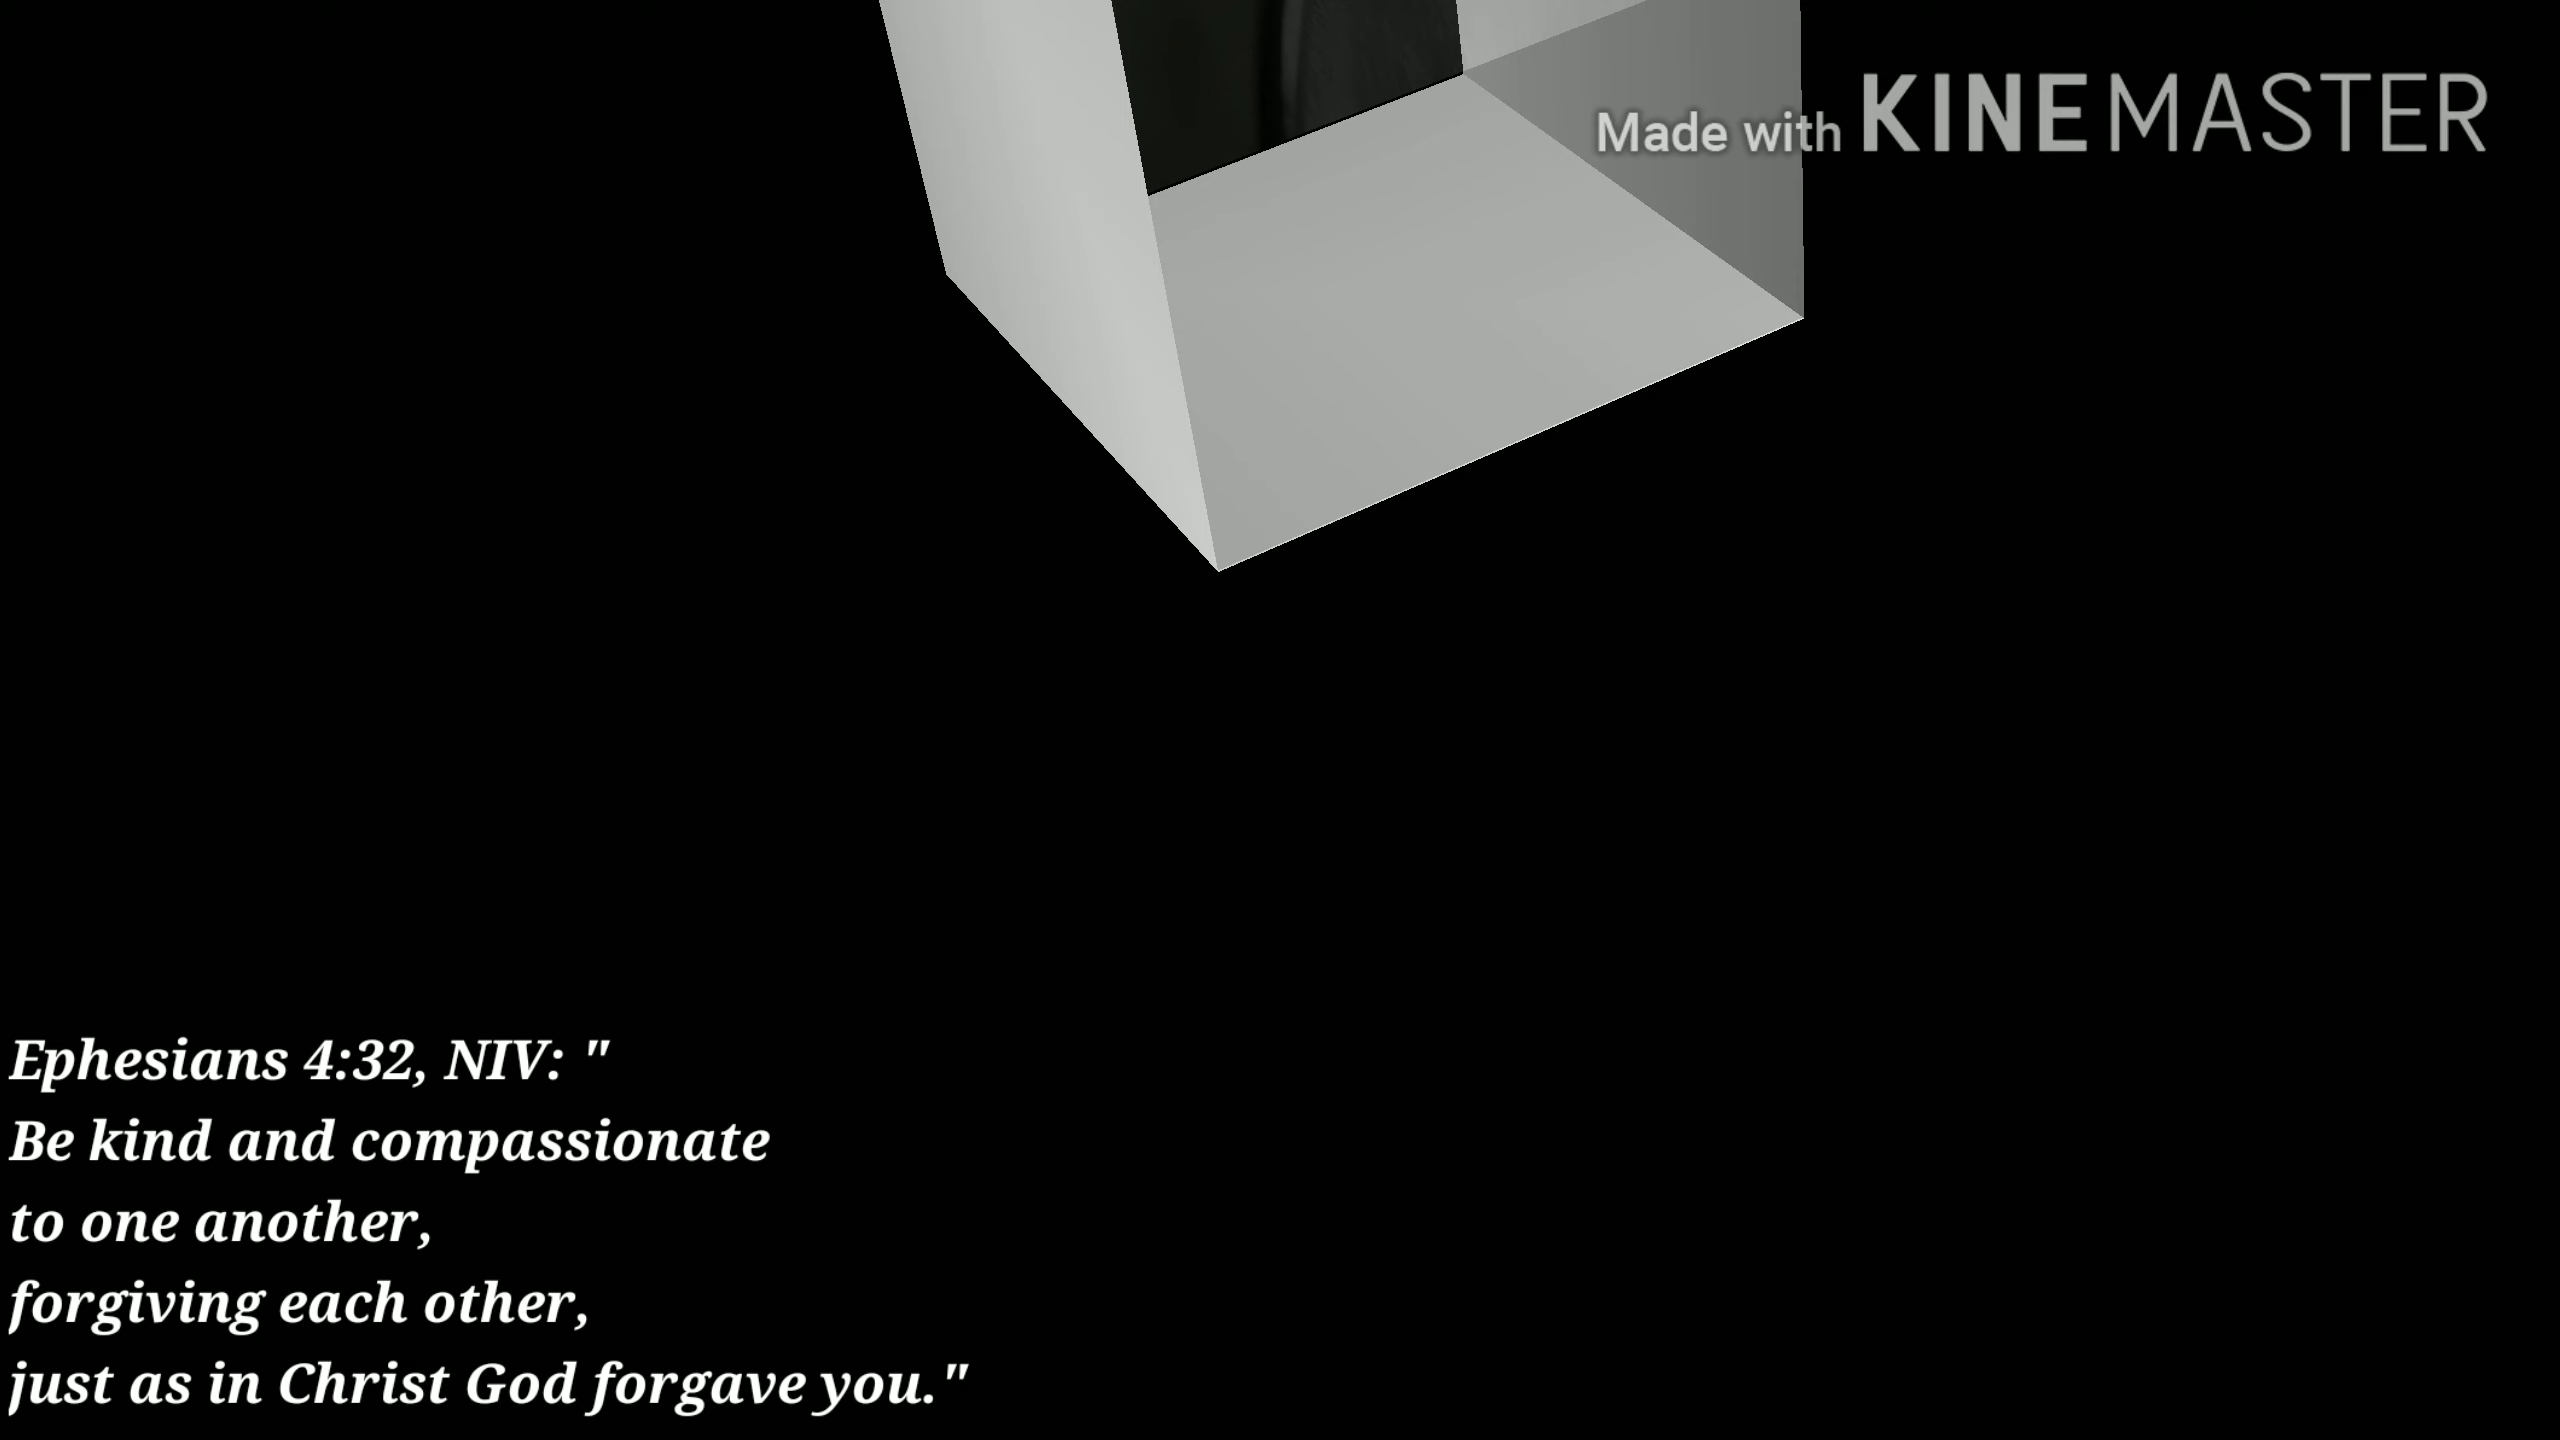 Made with KINEMASTER
Ephesians 4:32, NIV: "
Be kind and compassionate
to one another,
forgiving each other,
just as in Christ God forgave you."